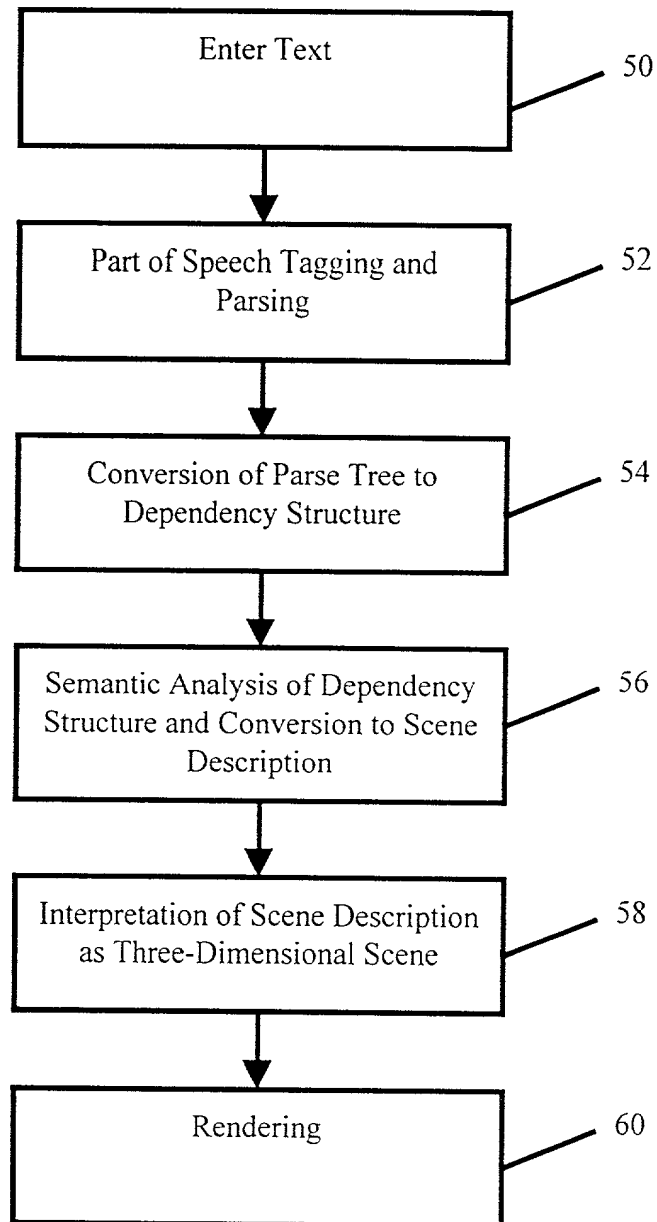 Enter Text
50
Part of Speech Tagging and
Parsing
52
Conversion of Parse Tree to
Dependency Structure
54
Semantic Analysis of Dependency
Structure and Conversion to Scene
Description
56
Interpretation of Scene Description
as Three-Dimensional Scene
58
Rendering
60